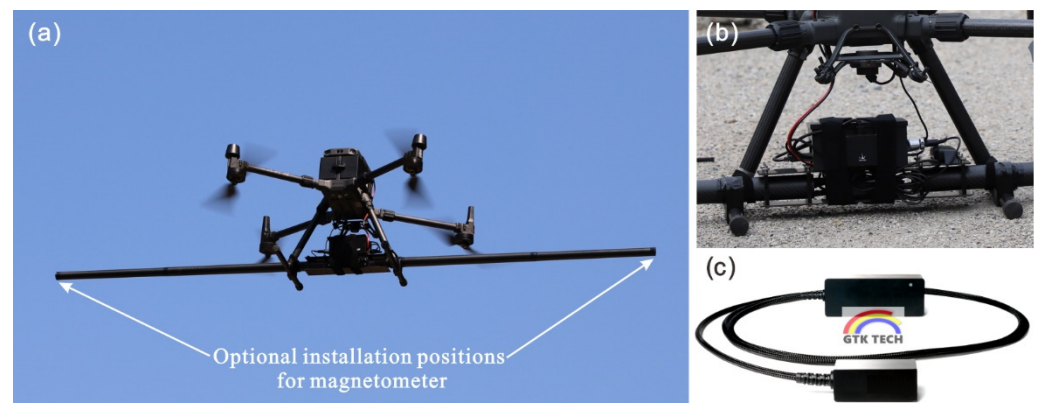 (a)
Optional installation positions
for magnetometer
(b)
(c)
GTK TECH